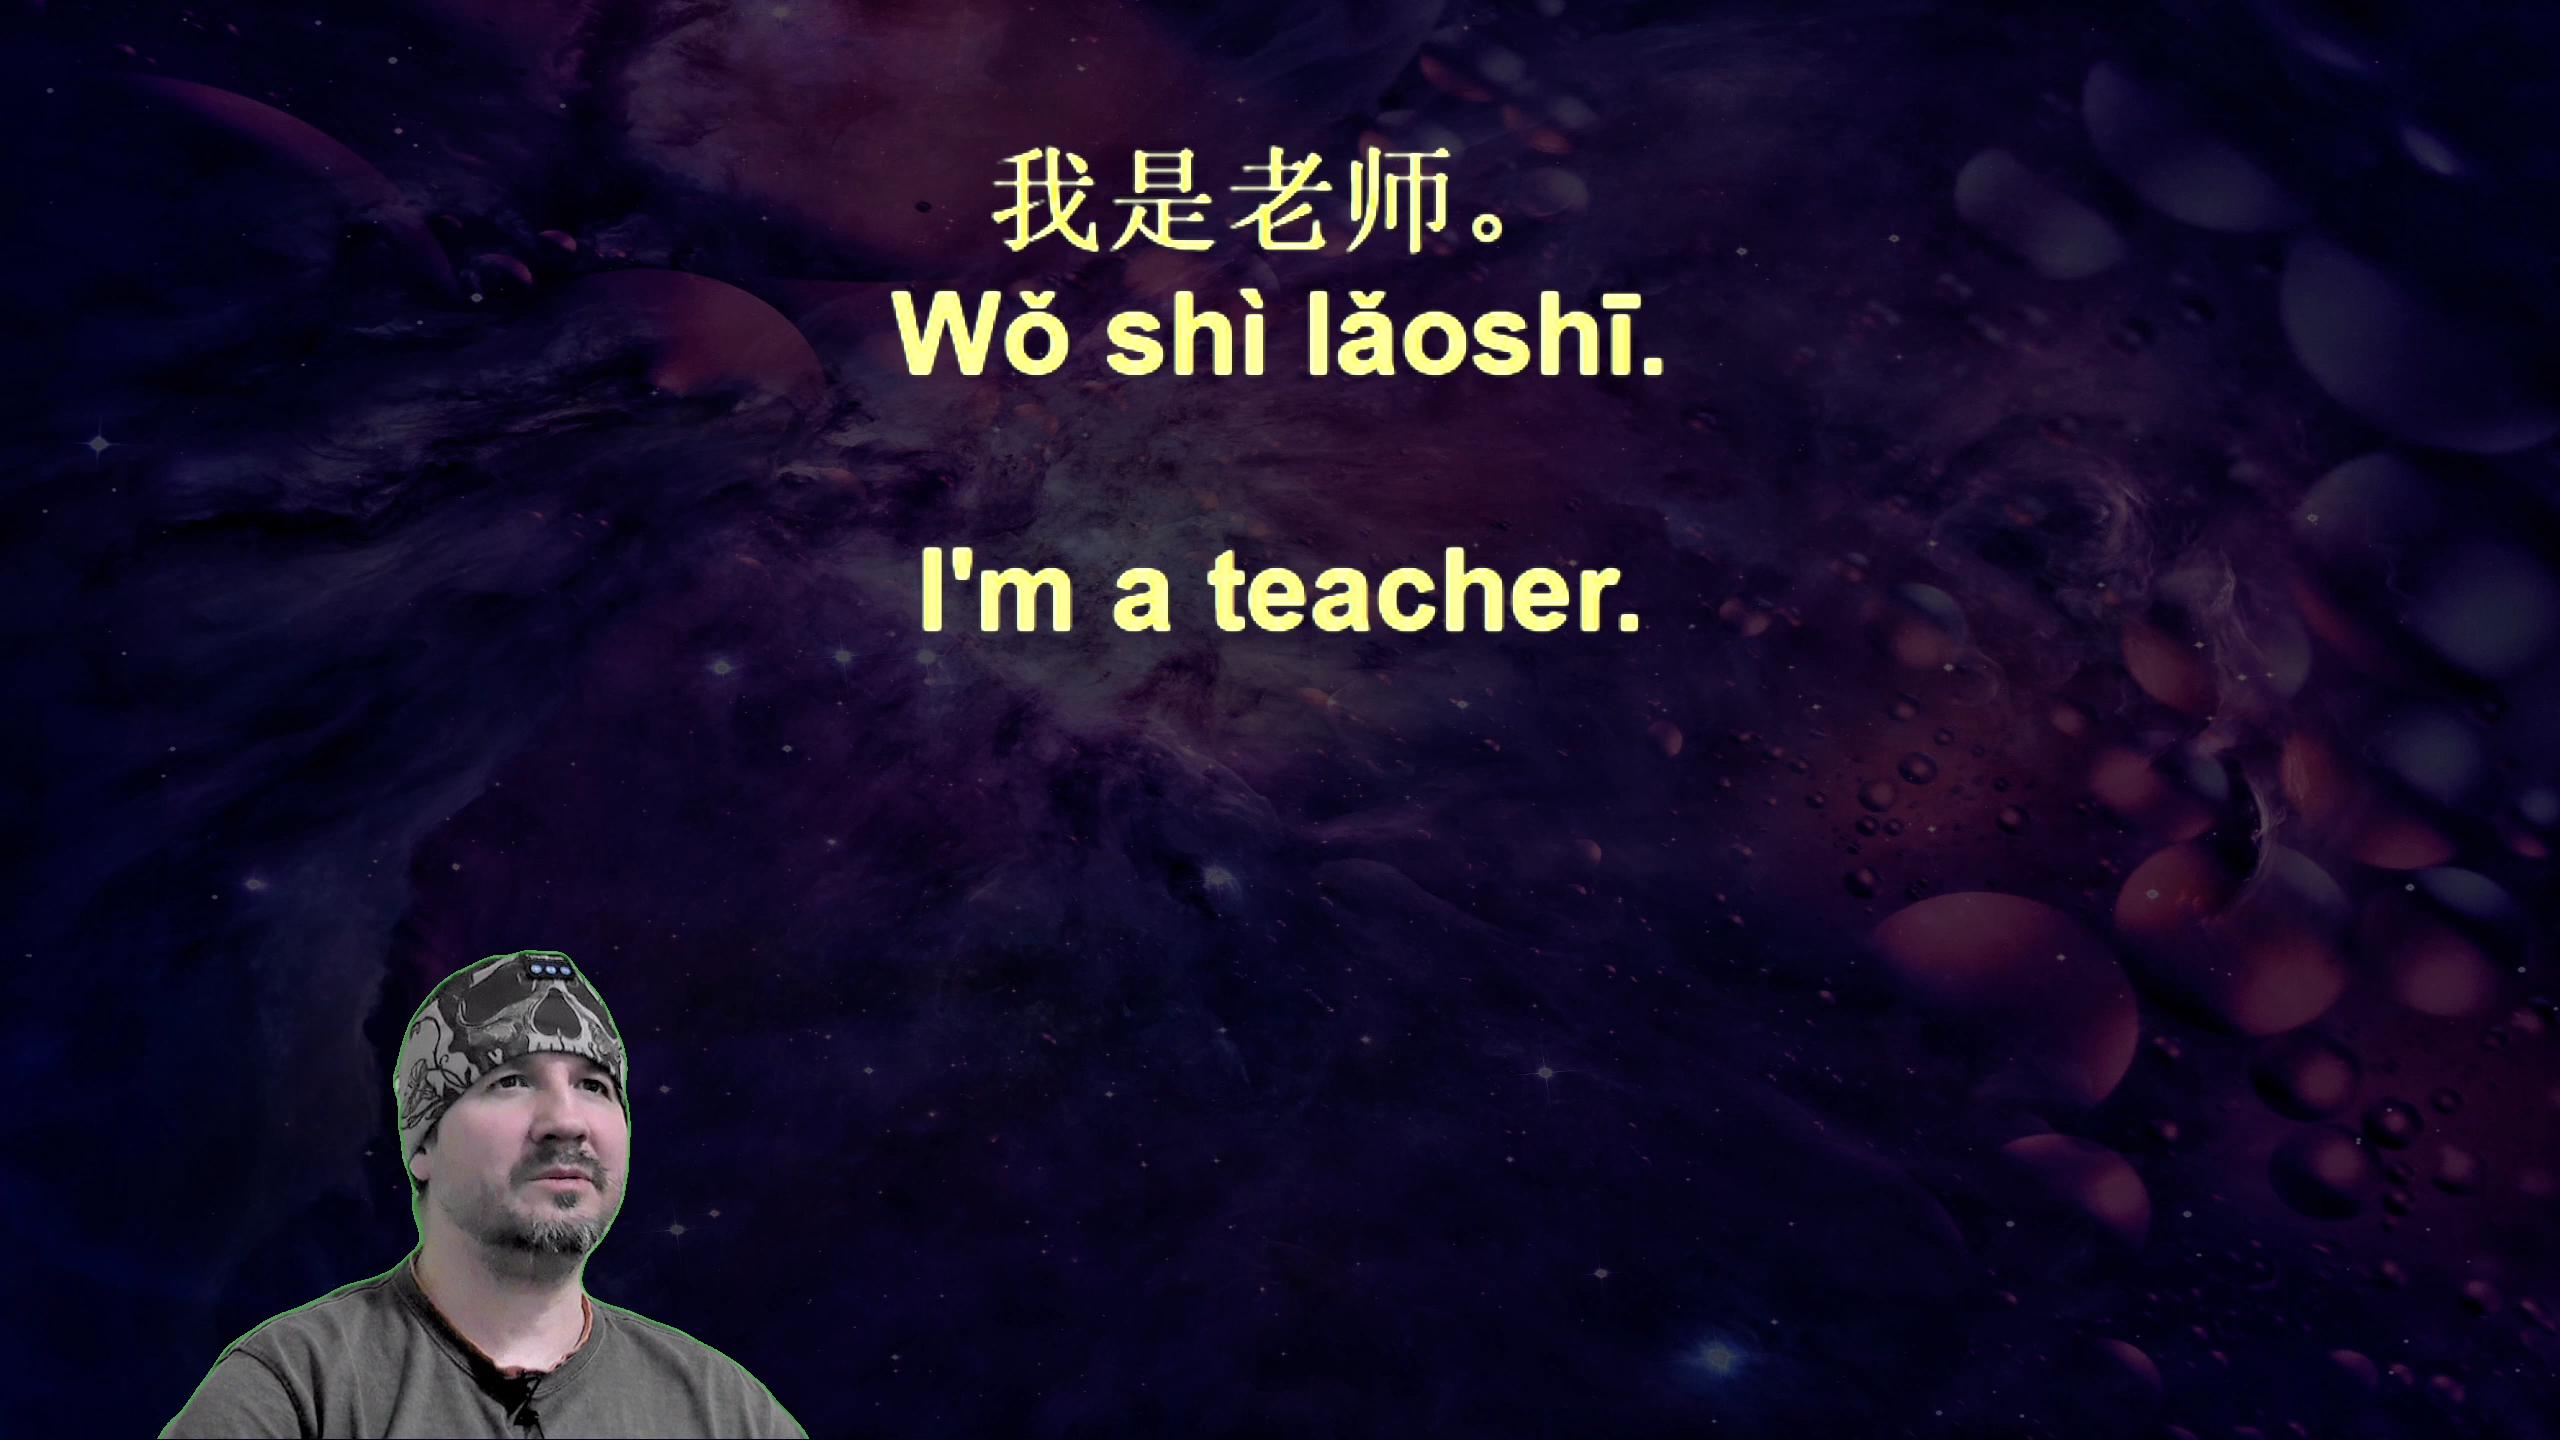 我是老师。
Wǒ shì lǎoshī.
I'm a teacher.